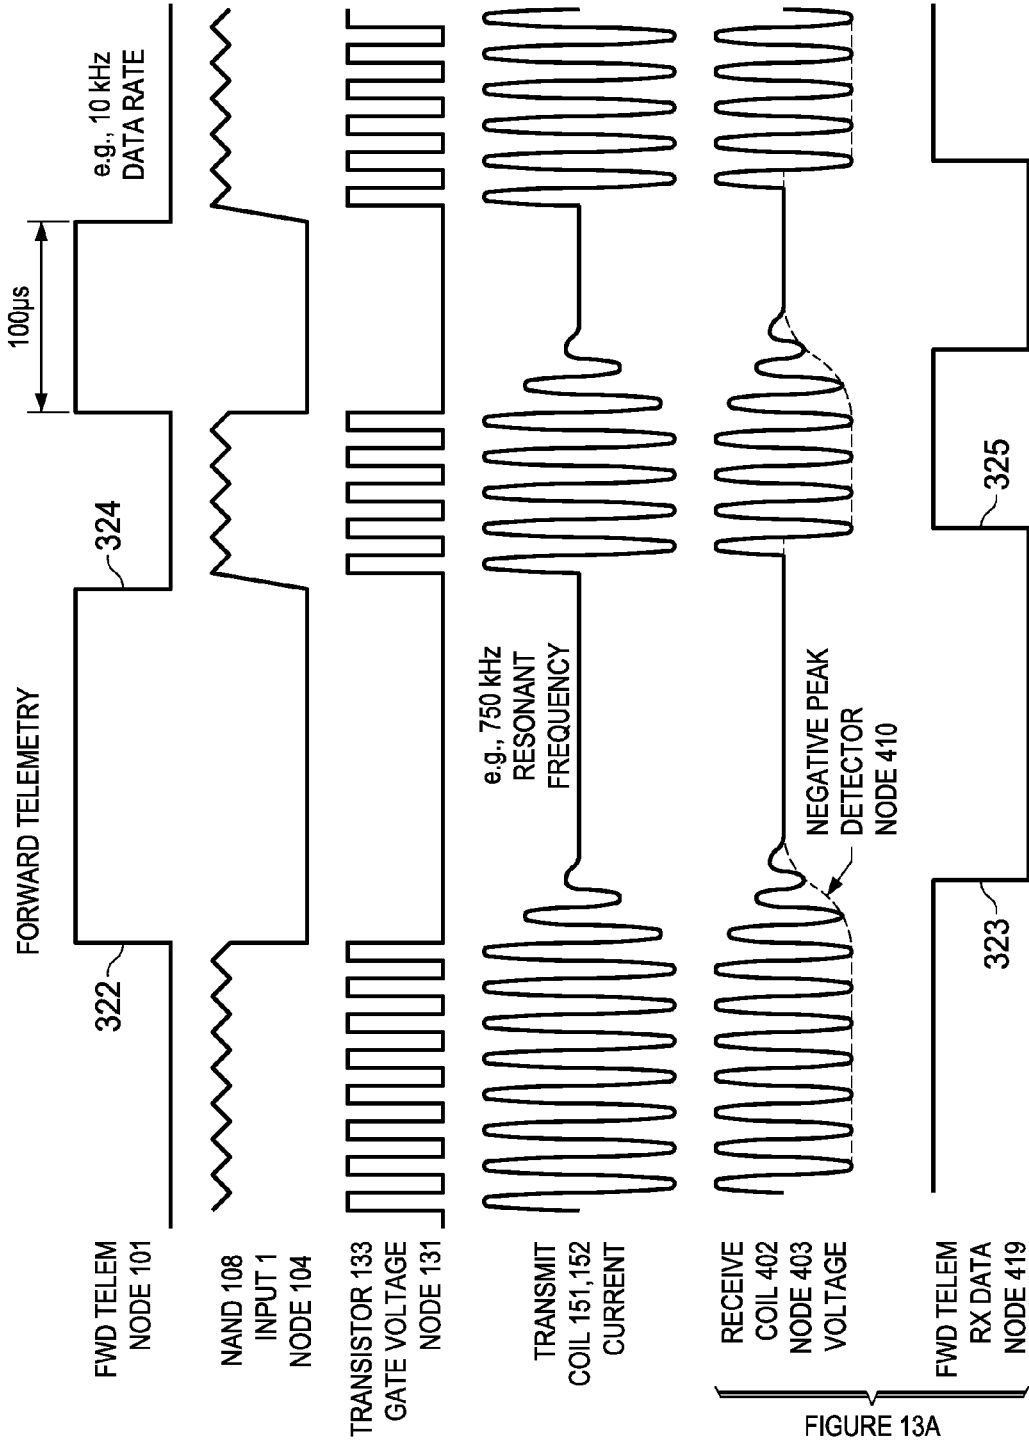 FORWARD TELEMETRY
FWD TELEM
NODE 101
322
324
100µs
e.g., 10 kHz
DATA RATE
NAND 108
INPUT 1
NODE 104
TRANSISTOR 133
GATE VOLTAGE
NODE 131
TRANSMIT
COIL 151,152
CURRENT
e.g., 750 kHz
RESONANT
FREQUENCY
RECEIVE
COIL 402
NODE 403
VOLTAGE
NEGATIVE PEAK
DETECTOR
NODE 410
FWD TELEM
RX DATA
NODE 419
323
325
FIGURE 13A